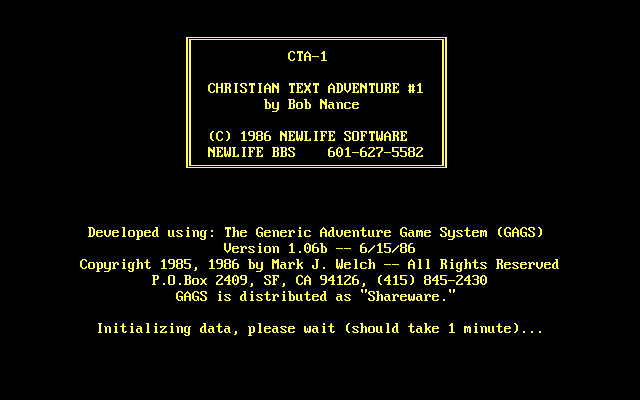 CTA-1
CHRISTIAN TEXT ADVENTURE #1
by Bob Nance
(C) 1986 NEWLIFE SOFTWARE
NEWLIFE BBS    601-627-5582
Developed using: The Generic Adventure Game System (GAGS)
Version 1.06b -- 6/15/86
Copyright 1985, 1986 by Mark J. Welch -- All Rights Reserved
P.O.Box 2409, SF, CA 94126, (415) 845-2430
GAGS is distributed as "Shareware."
Initializing data, please wait (should take 1 minute)...